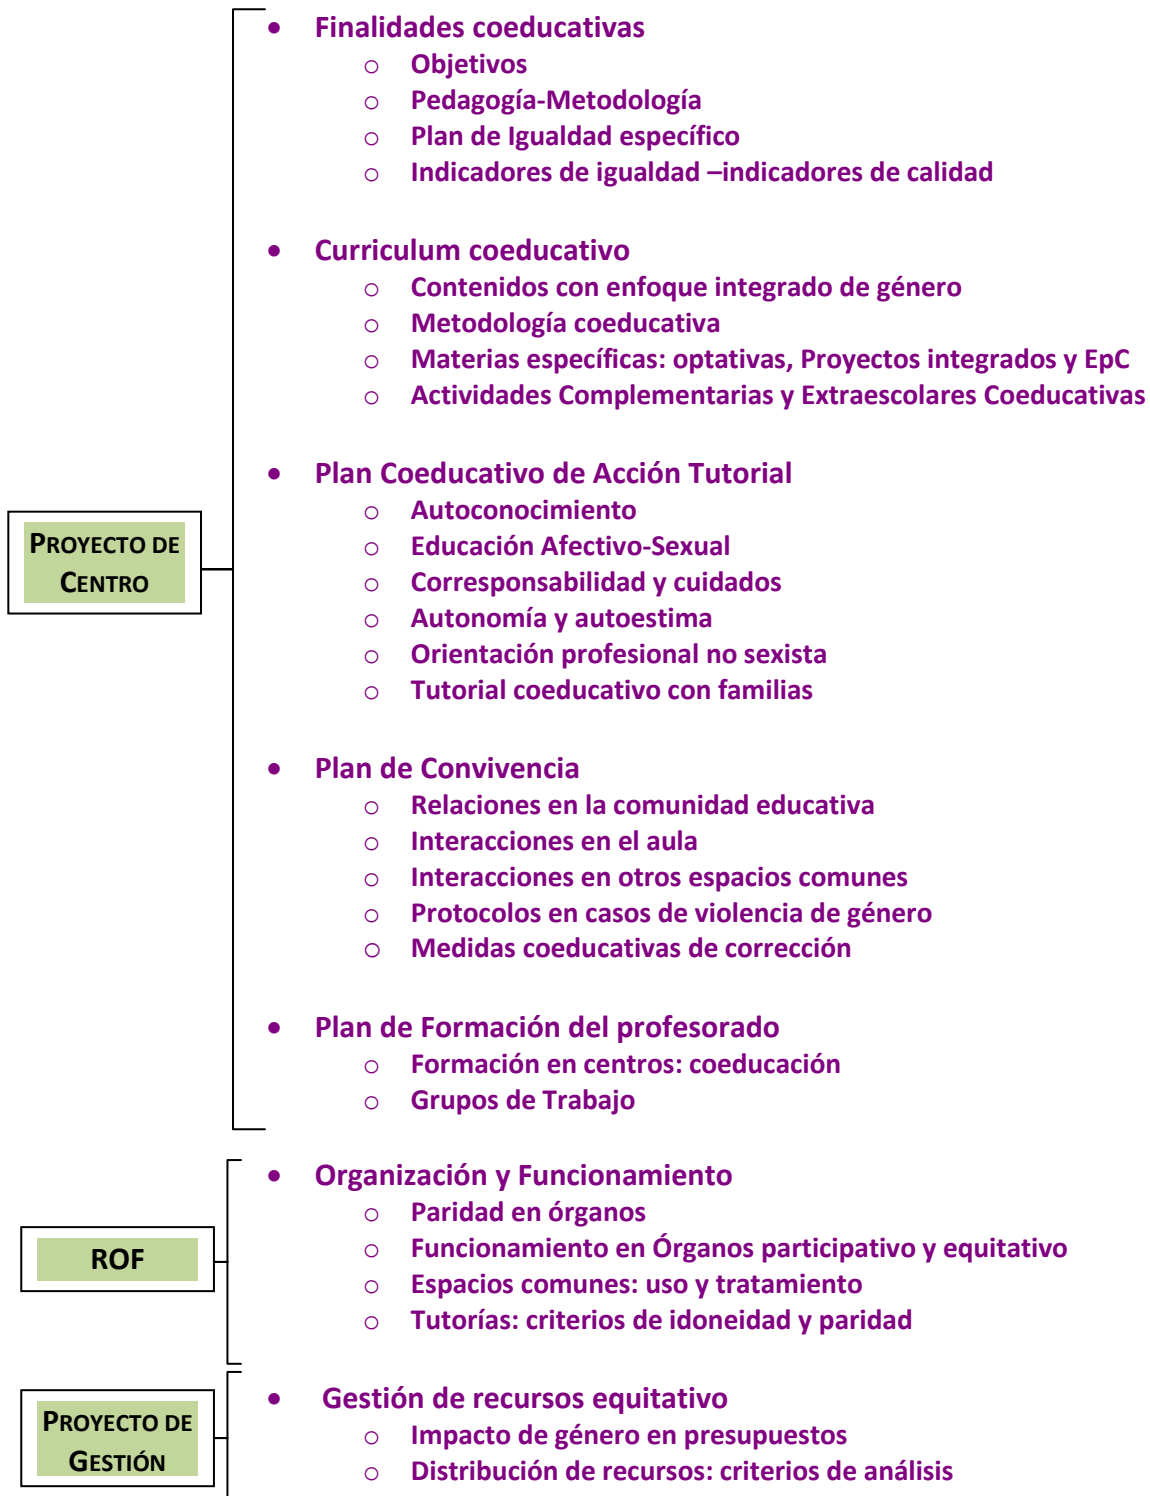 • Finalidades coeducativas
o Objetivos
o Pedagogía-Metodología
o Plan de Igualdad específico
o Indicadores de igualdad –indicadores de calidad
• Curriculum coeducativo
o Contenidos con enfoque integrado de género
o Metodología coeducativa
o Materias específicas: optativas, Proyectos integrados y EpC
o Actividades Complementarias y Extraescolares Coeducativas
PROYECTO DE
CENTRO
• Plan Coeducativo de Acción Tutorial
o Autoconocimiento
o Educación Afectivo-Sexual
o Corresponsabilidad y cuidados
o Autonomía y autoestima
o Orientación profesional no sexista
o Tutorial coeducativo con familias
• Plan de Convivencia
o Relaciones en la comunidad educativa
o Interacciones en el aula
o Interacciones en otros espacios comunes
o Protocolos en casos de violencia de género
o Medidas coeducativas de corrección
• Plan de Formación del profesorado
o Formación en centros: coeducación
o Grupos de Trabajo
ROF
• Organización y Funcionamiento
o Paridad en órganos
o Funcionamiento en Órganos participativo y equitativo
o Espacios comunes: uso y tratamiento
o Tutorías: criterios de idoneidad y paridad
PROYECTO DE
GESTIÓN
• Gestión de recursos equitativo
o Impacto de género en presupuestos
o Distribución de recursos: criterios de análisis